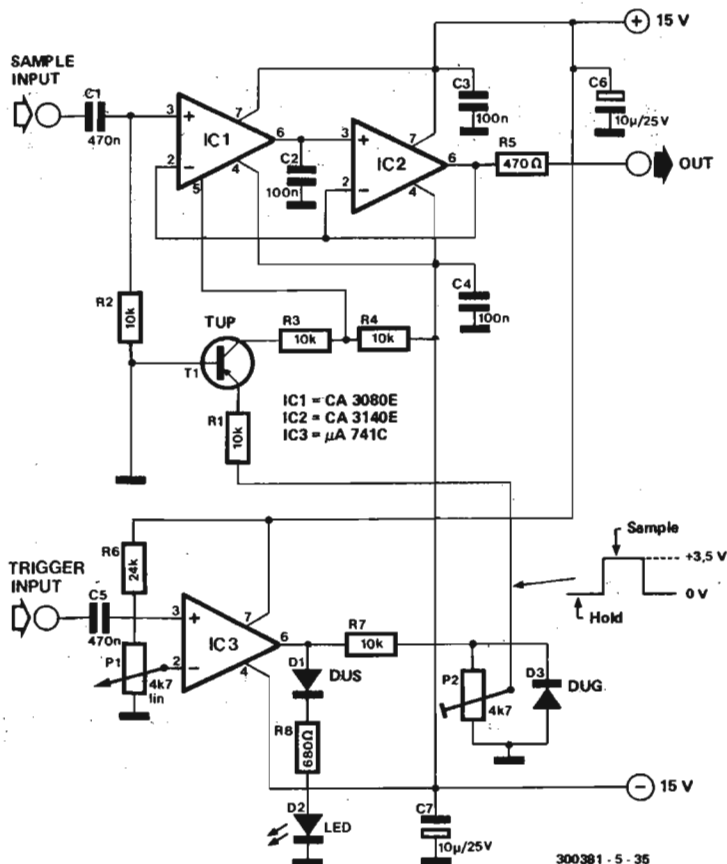 + 15 V
SAMPLE
INPUT
C1
470n
3
+
7
IC1
6
2
−
4
5
C2
100n
3
+
7
IC2
6
2
−
4
C3
100n
C6
10µ/25V
R5
470 Ω
OUT
C4
100n
R2
10k
TUP
T1
R3
10k
R4
10k
R1
10k
IC1 = CA 3080E
IC2 = CA 3140E
IC3 = µA 741C
Sample
+3,5 V
0 V
Hold
TRIGGER
INPUT
R6
24k
C5
470n
3
+
7
IC3
6
2
−
4
P1
4k7
lin
R7
10k
D1
DUS
R8
680Ω
D2
LED
P2
4k7
D3
DUG
− 15 V
C7
10µ/25V
300381 - 5 - 35